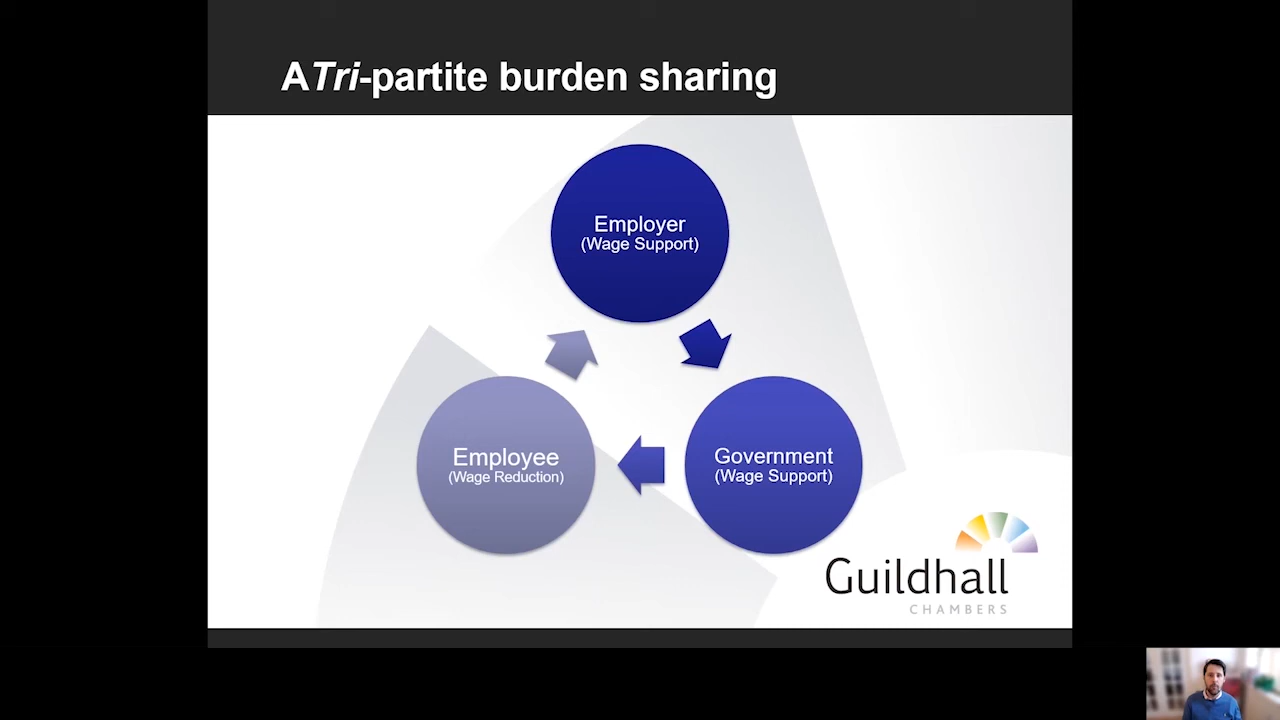 A Tri-partite burden sharing
Employer
(Wage Support)
Employee
(Wage Reduction)
Government
(Wage Support)
Guildhall
CHAMBERS